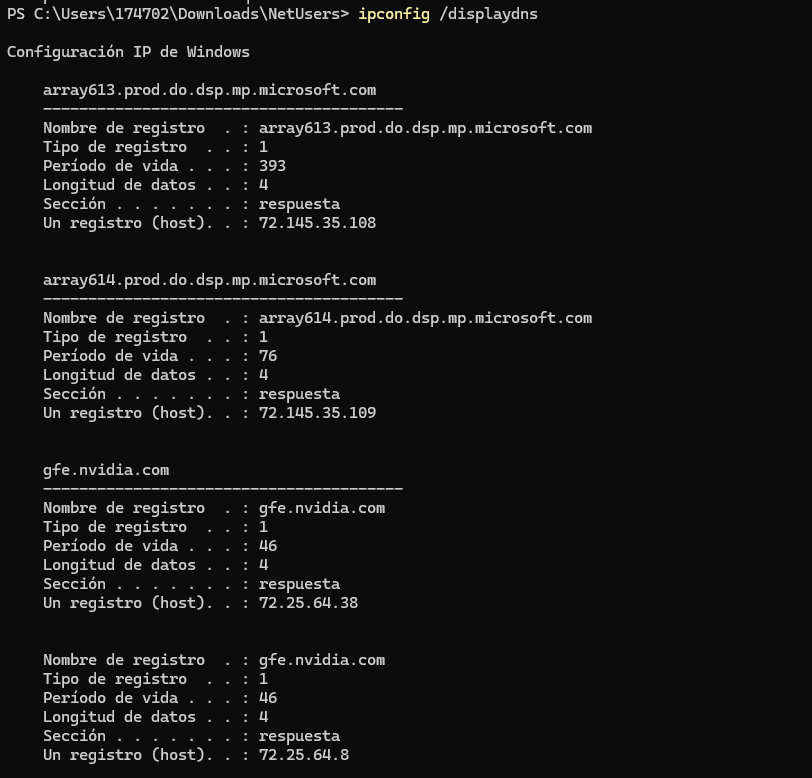 PS C:\Users\174702\Downloads\NetUsers> ipconfig /displaydns
Configuración IP de Windows
array613.prod.do.dsp.mp.microsoft.com
----------------------------------------
Nombre de registro  . : array613.prod.do.dsp.mp.microsoft.com
Tipo de registro  . . : 1
Período de vida . . . : 393
Longitud de datos . . : 4
Sección . . . . . . . : respuesta
Un registro (host). . : 72.145.35.108
array614.prod.do.dsp.mp.microsoft.com
----------------------------------------
Nombre de registro  . : array614.prod.do.dsp.mp.microsoft.com
Tipo de registro  . . : 1
Período de vida . . . : 76
Longitud de datos . . : 4
Sección . . . . . . . : respuesta
Un registro (host). . : 72.145.35.109
gfe.nvidia.com
----------------------------------------
Nombre de registro  . : gfe.nvidia.com
Tipo de registro  . . : 1
Período de vida . . . : 46
Longitud de datos . . : 4
Sección . . . . . . . : respuesta
Un registro (host). . : 72.25.64.38
Nombre de registro  . : gfe.nvidia.com
Tipo de registro  . . : 1
Período de vida . . . : 46
Longitud de datos . . : 4
Sección . . . . . . . : respuesta
Un registro (host). . : 72.25.64.8